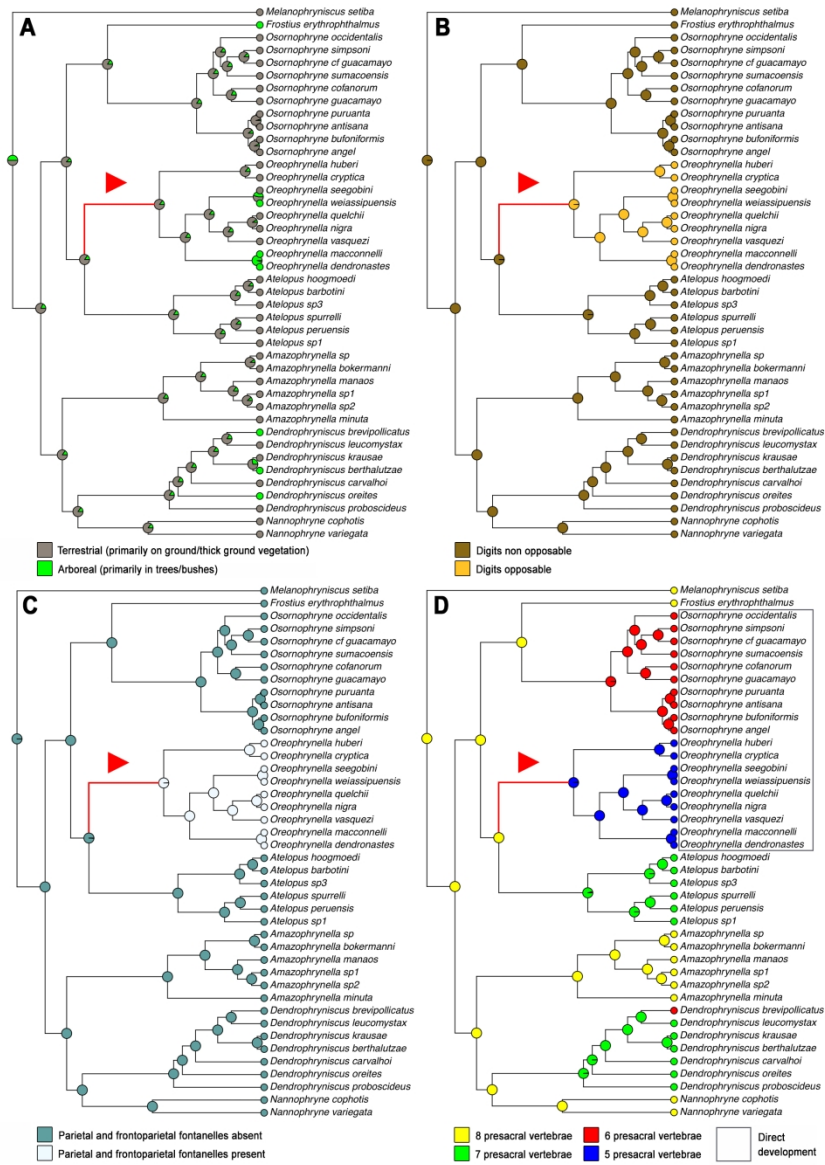 A
Melanophryniscus setiba
Frostius erythrophthalmus
Osornophryne occidentalis
Osornophryne simpsoni
Osornophryne cf guacamayo
Osornophryne sumacoensis
Osornophryne cofanorum
Osornophryne guacamayo
Osornophryne puruanta
Osornophryne antisana
Osornophryne bufoniformis
Osornophryne angel
Oreophrynella huberi
Oreophrynella cryptica
Oreophrynella seegobini
Oreophrynella weiassipuensis
Oreophrynella quelchii
Oreophrynella nigra
Oreophrynella vasquezi
Oreophrynella macconnelli
Oreophrynella dendronastes
Atelopus hoogmoedi
Atelopus barbotini
Atelopus sp3
Atelopus spurrelli
Atelopus peruensis
Atelopus sp1
Amazophrynella sp
Amazophrynella bokermanni
Amazophrynella manaos
Amazophrynella sp1
Amazophrynella sp2
Amazophrynella minuta
Dendrophryniscus brevipollicatus
Dendrophryniscus leucomystax
Dendrophryniscus krausae
Dendrophryniscus berthalutzae
Dendrophryniscus carvalhoi
Dendrophryniscus oreites
Dendrophryniscus proboscideus
Nannophryne cophotis
Nannophryne variegata
Terrestrial (primarily on ground/thick ground vegetation)
Arboreal (primarily in trees/bushes)
B
Melanophryniscus setiba
Frostius erythrophthalmus
Osornophryne occidentalis
Osornophryne simpsoni
Osornophryne cf guacamayo
Osornophryne sumacoensis
Osornophryne cofanorum
Osornophryne guacamayo
Osornophryne puruanta
Osornophryne antisana
Osornophryne bufoniformis
Osornophryne angel
Oreophrynella huberi
Oreophrynella cryptica
Oreophrynella seegobini
Oreophrynella weiassipuensis
Oreophrynella quelchii
Oreophrynella nigra
Oreophrynella vasquezi
Oreophrynella macconnelli
Oreophrynella dendronastes
Atelopus hoogmoedi
Atelopus barbotini
Atelopus sp3
Atelopus spurrelli
Atelopus peruensis
Atelopus sp1
Amazophrynella sp
Amazophrynella bokermanni
Amazophrynella manaos
Amazophrynella sp1
Amazophrynella sp2
Amazophrynella minuta
Dendrophryniscus brevipollicatus
Dendrophryniscus leucomystax
Dendrophryniscus krausae
Dendrophryniscus berthalutzae
Dendrophryniscus carvalhoi
Dendrophryniscus oreites
Dendrophryniscus proboscideus
Nannophryne cophotis
Nannophryne variegata
Digits non opposable
Digits opposable
C
Melanophryniscus setiba
Frostius erythrophthalmus
Osornophryne occidentalis
Osornophryne simpsoni
Osornophryne cf guacamayo
Osornophryne sumacoensis
Osornophryne cofanorum
Osornophryne guacamayo
Osornophryne puruanta
Osornophryne antisana
Osornophryne bufoniformis
Osornophryne angel
Oreophrynella huberi
Oreophrynella cryptica
Oreophrynella seegobini
Oreophrynella weiassipuensis
Oreophrynella quelchii
Oreophrynella nigra
Oreophrynella vasquezi
Oreophrynella macconnelli
Oreophrynella dendronastes
Atelopus hoogmoedi
Atelopus barbotini
Atelopus sp3
Atelopus spurrelli
Atelopus peruensis
Atelopus sp1
Amazophrynella sp
Amazophrynella bokermanni
Amazophrynella manaos
Amazophrynella sp1
Amazophrynella sp2
Amazophrynella minuta
Dendrophryniscus brevipollicatus
Dendrophryniscus leucomystax
Dendrophryniscus krausae
Dendrophryniscus berthalutzae
Dendrophryniscus carvalhoi
Dendrophryniscus oreites
Dendrophryniscus proboscideus
Nannophryne cophotis
Nannophryne variegata
Parietal and frontoparietal fontanelles absent
Parietal and frontoparietal fontanelles present
D
Melanophryniscus setiba
Frostius erythrophthalmus
Osornophryne occidentalis
Osornophryne simpsoni
Osornophryne cf guacamayo
Osornophryne sumacoensis
Osornophryne cofanorum
Osornophryne guacamayo
Osornophryne puruanta
Osornophryne antisana
Osornophryne bufoniformis
Osornophryne angel
Oreophrynella huberi
Oreophrynella cryptica
Oreophrynella seegobini
Oreophrynella weiassipuensis
Oreophrynella quelchii
Oreophrynella nigra
Oreophrynella vasquezi
Oreophrynella macconnelli
Oreophrynella dendronastes
Atelopus hoogmoedi
Atelopus barbotini
Atelopus sp3
Atelopus spurrelli
Atelopus peruensis
Atelopus sp1
Amazophrynella sp
Amazophrynella bokermanni
Amazophrynella manaos
Amazophrynella sp1
Amazophrynella sp2
Amazophrynella minuta
Dendrophryniscus brevipollicatus
Dendrophryniscus leucomystax
Dendrophryniscus krausae
Dendrophryniscus berthalutzae
Dendrophryniscus carvalhoi
Dendrophryniscus oreites
Dendrophryniscus proboscideus
Nannophryne cophotis
Nannophryne variegata
8 presacral vertebrae
7 presacral vertebrae
6 presacral vertebrae
5 presacral vertebrae
Direct
development